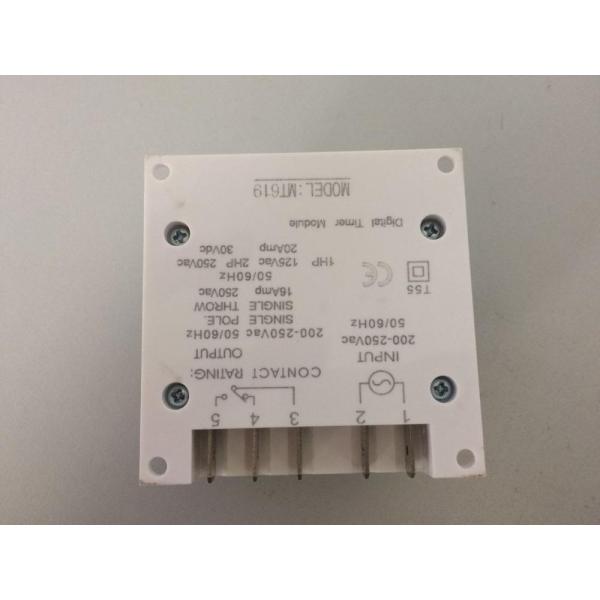 1 2 3 4 5
INPUT
200-250Vac
50/60Hz
T55
CONTACT RATING:
OUTPUT
200-250Vac 50/60Hz
SINGLE POLE.
SINGLE THROW
16Amp 250Vac
50/60Hz
1HP 125Vac 2HP 250Vac
20Amp 30Vdc
Digital Timer Module
MODEL:MT619